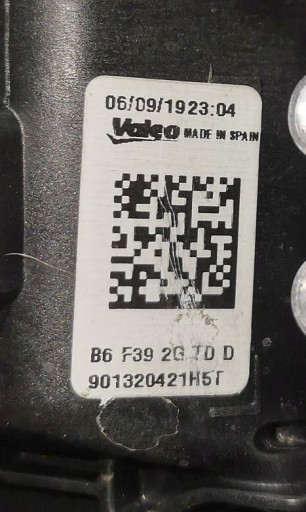 06/09/1923:04
Valeo MADE IN SPAIN
B6 F39 2G TD D
901320421H5T